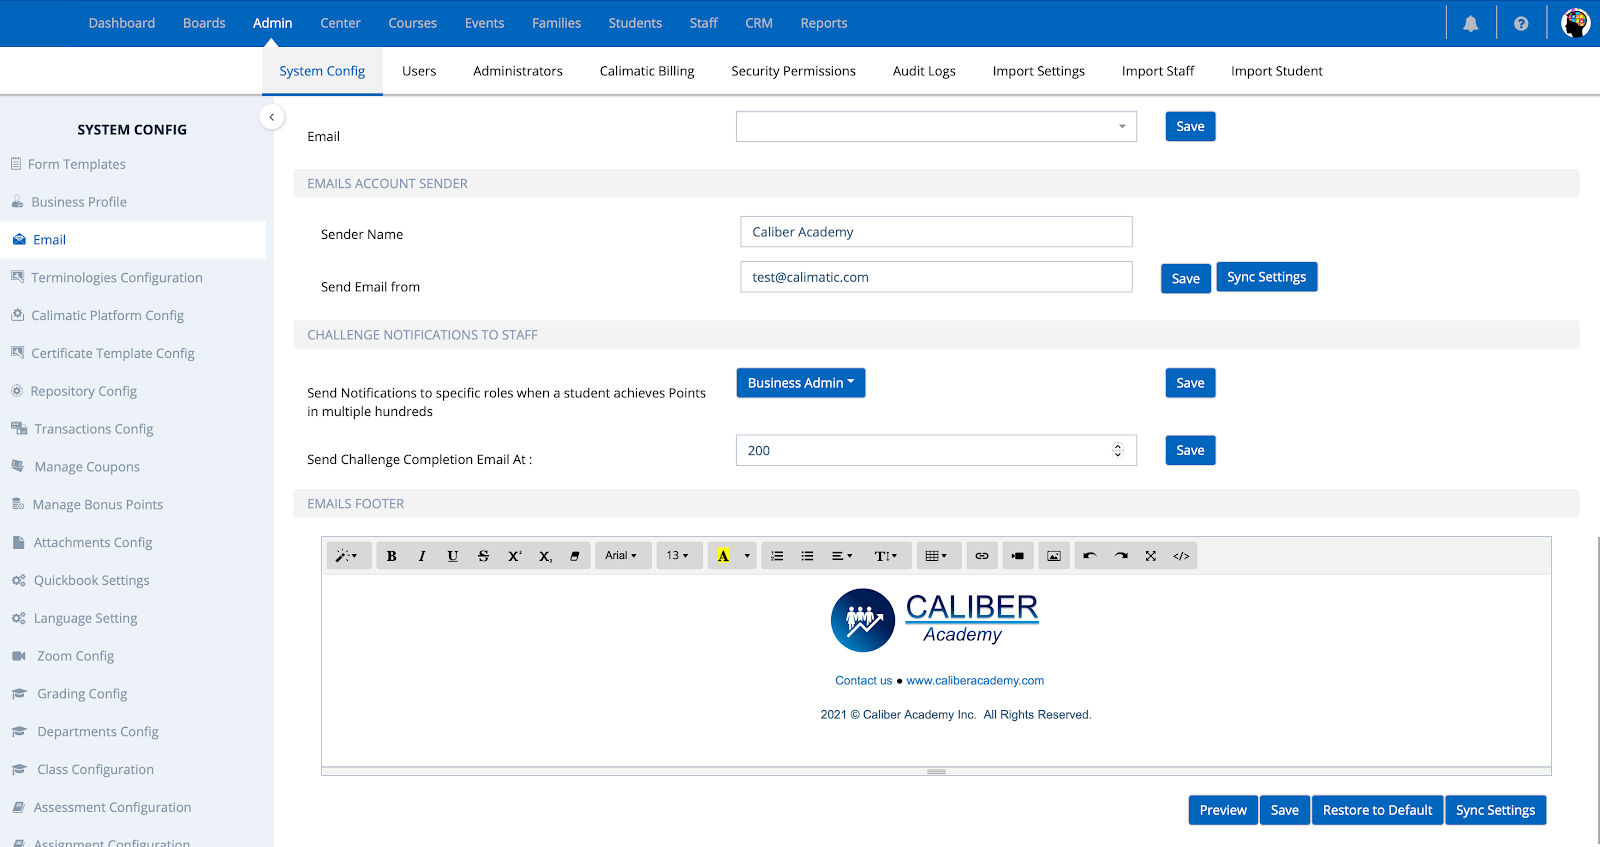 Dashboard Boards Admin Center Courses Events Families Students Staff CRM Reports
System Config Users Administrators Calimatic Billing Security Permissions Audit Logs Import Settings Import Staff Import Student
SYSTEM CONFIG
Form Templates
Business Profile
Email
Terminologies Configuration
Calimatic Platform Config
Certificate Template Config
Repository Config
Transactions Config
Manage Coupons
Manage Bonus Points
Attachments Config
Quickbook Settings
Language Setting
Zoom Config
Grading Config
Departments Config
Class Configuration
Assessment Configuration
Assignment Configuration
Email Save
EMAILS ACCOUNT SENDER
Sender Name Caliber Academy
Send Email from test@calimatic.com Save Sync Settings
CHALLENGE NOTIFICATIONS TO STAFF
Send Notifications to specific roles when a student achieves Points
in multiple hundreds
Business Admin Save
Send Challenge Completion Email At : 200 Save
EMAILS FOOTER
B I U S X² X, Arial 13 A T </>
CALIBER
Academy
Contact us ● www.caliberacademy.com
2021 © Caliber Academy Inc. All Rights Reserved.
Preview Save Restore to Default Sync Settings